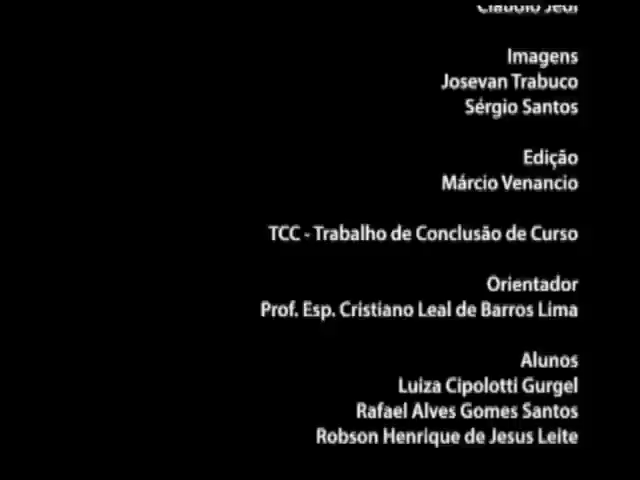 Imagens
Josevan Trabuco
Sérgio Santos
Edição
Márcio Venancio
TCC - Trabalho de Conclusão de Curso
Orientador
Prof. Esp. Cristiano Leal de Barros Lima
Alunos
Luiza Cipolotti Gurgel
Rafael Alves Gomes Santos
Robson Henrique de Jesus Leite